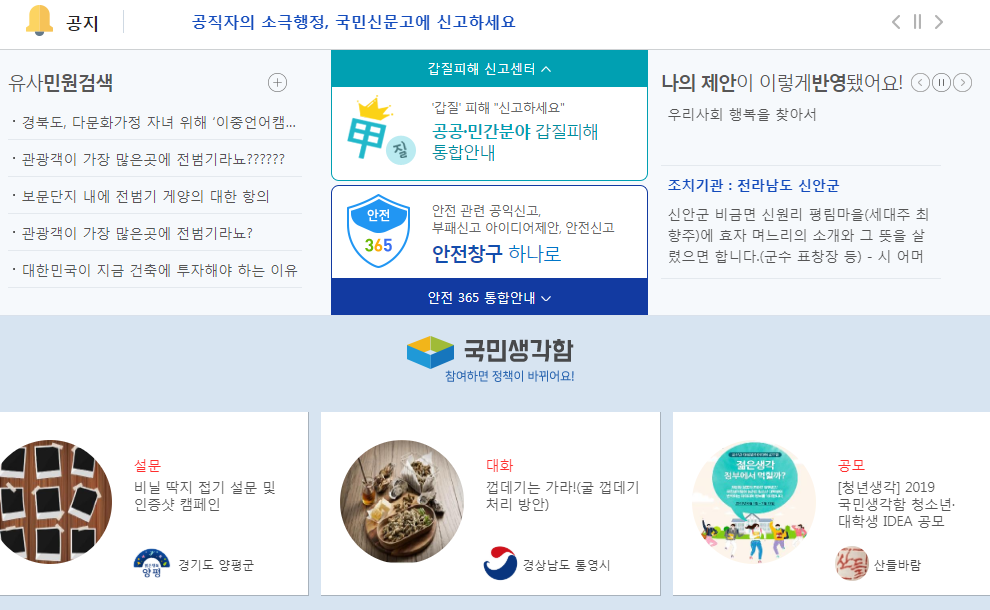 공지
공직자의 소극행정, 국민신문고에 신고하세요
유사민원검색
· 경북도, 다문화가정 자녀 위해 ‘이중언어캠...
· 관광객이 가장 많은곳에 전범기라뇨??????
· 보문단지 내에 전범기 게양의 대한 항의
· 관광객이 가장 많은곳에 전범기라뇨?
· 대한민국이 지금 건축에 투자해야 하는 이유
갑질피해 신고센터
甲
질
'갑질' 피해 "신고하세요"
공공·민간분야 갑질피해
통합안내
안전
365
안전 관련 공익신고,
부패신고 아이디어제안, 안전신고
안전창구 하나로
안전 365 통합안내
나의 제안이 이렇게반영됐어요!
우리사회 행복을 찾아서
조치기관 : 전라남도 신안군
신안군 비금면 신원리 평림마을(세대주 최
향주)에 효자 며느리의 소개와 그 뜻을 살
렸으면 합니다.(군수 표창장 등) - 시 어머
국민생각함
참여하면 정책이 바뀌어요!
설문
비닐 딱지 접기 설문 및
인증샷 캠페인
양평
경기도 양평군
대화
껍데기는 가라!(굴 껍데기
처리 방안)
경상남도 통영시
젊은생각
정부에서 먹힐까?
공모
[청년생각] 2019
국민생각함 청소년·
대학생 IDEA 공모
산들
산들바람